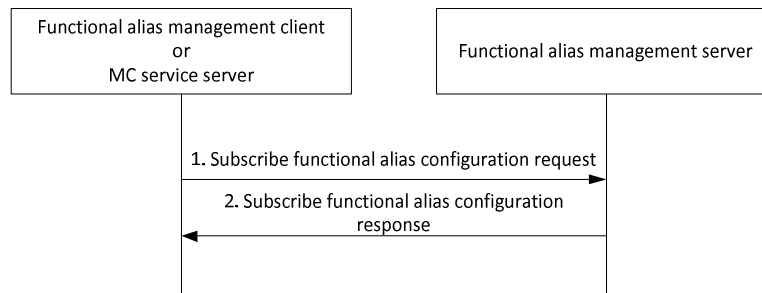 Functional alias management client
or
MC service server
Functional alias management server
1. Subscribe functional alias configuration request
2. Subscribe functional alias configuration
response